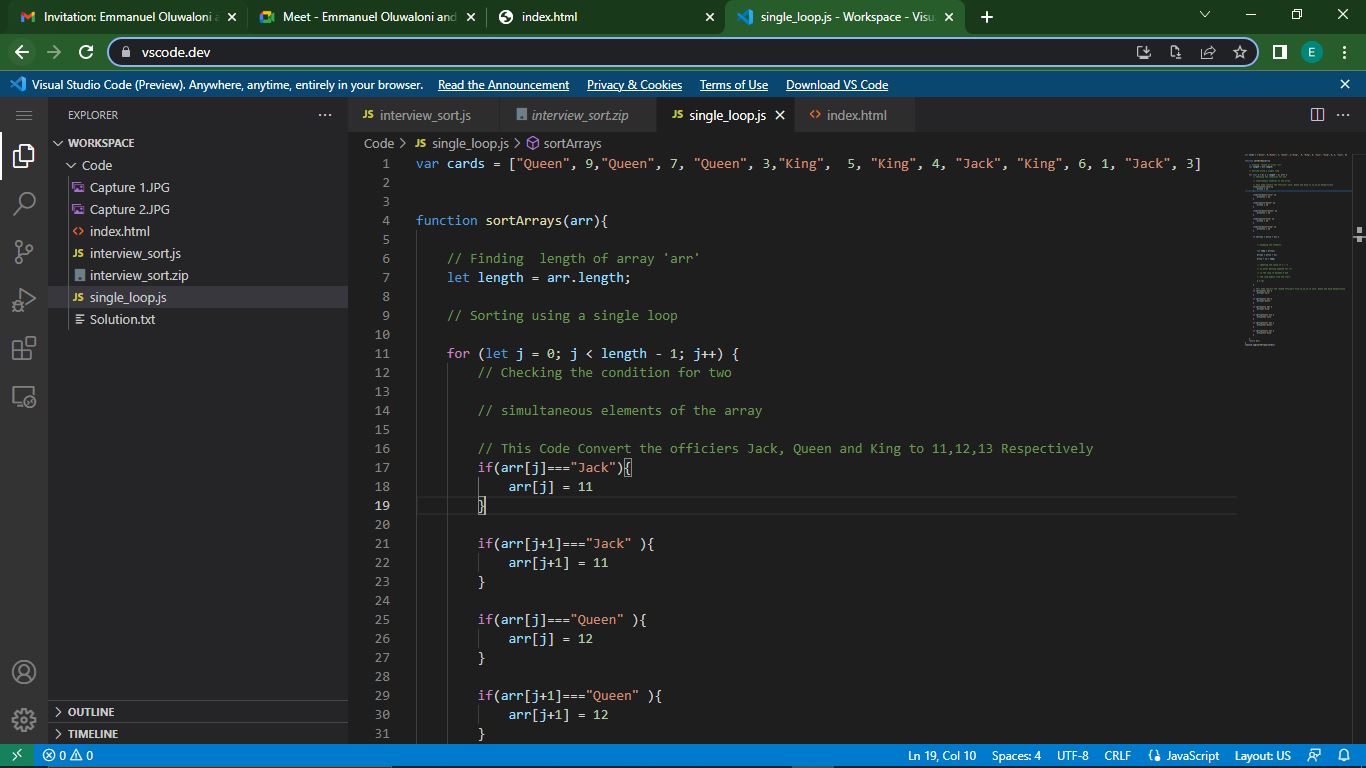 Invitation: Emmanuel Oluwaloni a
Meet - Emmanuel Oluwaloni and
index.html
single_loop.js - Workspace - Visu
vscode.dev
E
Visual Studio Code (Preview). Anywhere, anytime, entirely in your browser. Read the Announcement Privacy & Cookies Terms of Use Download VS Code
EXPLORER
WORKSPACE
Code
Capture 1.JPG
Capture 2.JPG
<> index.html
JS interview_sort.js
interview_sort.zip
JS single_loop.js
Solution.txt
OUTLINE
TIMELINE
JS interview_sort.js
interview_sort.zip
JS single_loop.js
<> index.html
Code > JS single_loop.js > sortArrays
1 var cards = ["Queen", 9,"Queen", 7, "Queen", 3,"King",  5, "King", 4, "Jack", "King", 6, 1, "Jack", 3]
2
3
4 function sortArrays(arr){
5
6 // Finding  length of array 'arr'
7 let length = arr.length;
8
9 // Sorting using a single loop
10
11 for (let j = 0; j < length - 1; j++) {
12 // Checking the condition for two
13
14 // simultaneous elements of the array
15
16 // This Code Convert the officiers Jack, Queen and King to 11,12,13 Respectively
17 if(arr[j]==="Jack"){
18 arr[j] = 11
19 }
20
21 if(arr[j+1]==="Jack" ){
22 arr[j+1] = 11
23 }
24
25 if(arr[j]==="Queen" ){
26 arr[j] = 12
27 }
28
29 if(arr[j+1]==="Queen" ){
30 arr[j+1] = 12
31 }
0 0
Ln 19, Col 10 Spaces: 4 UTF-8 CRLF {} JavaScript Layout: US